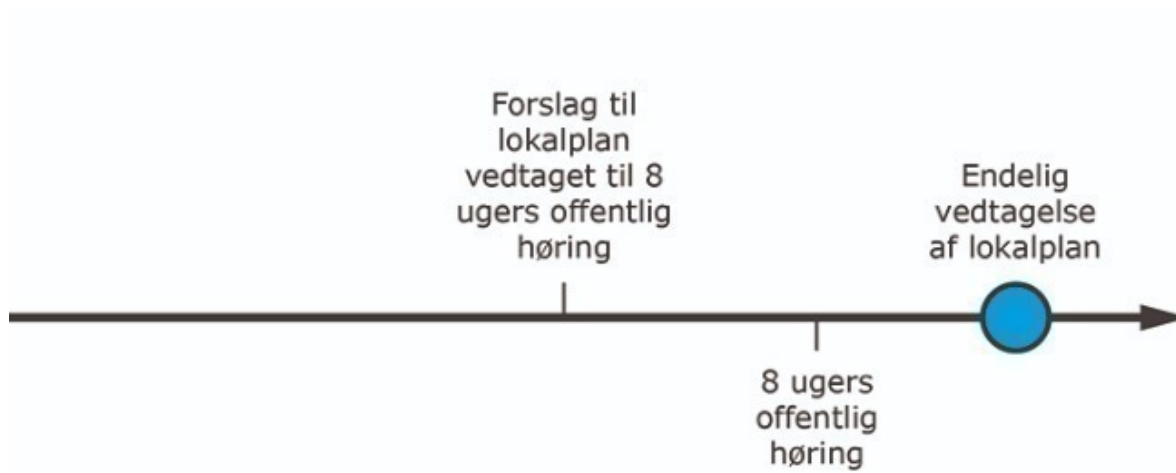 Forslag til
lokalplan
vedtaget til 8
ugers offentlig
høring
Endelig
vedtagelse
af lokalplan
8 ugers
offentlig
høring